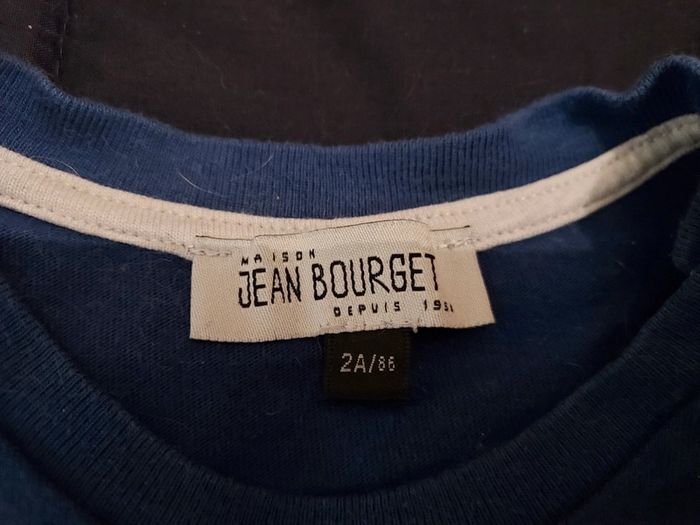 MAISON
JEAN BOURGET
DEPUIS 1951
2A/86